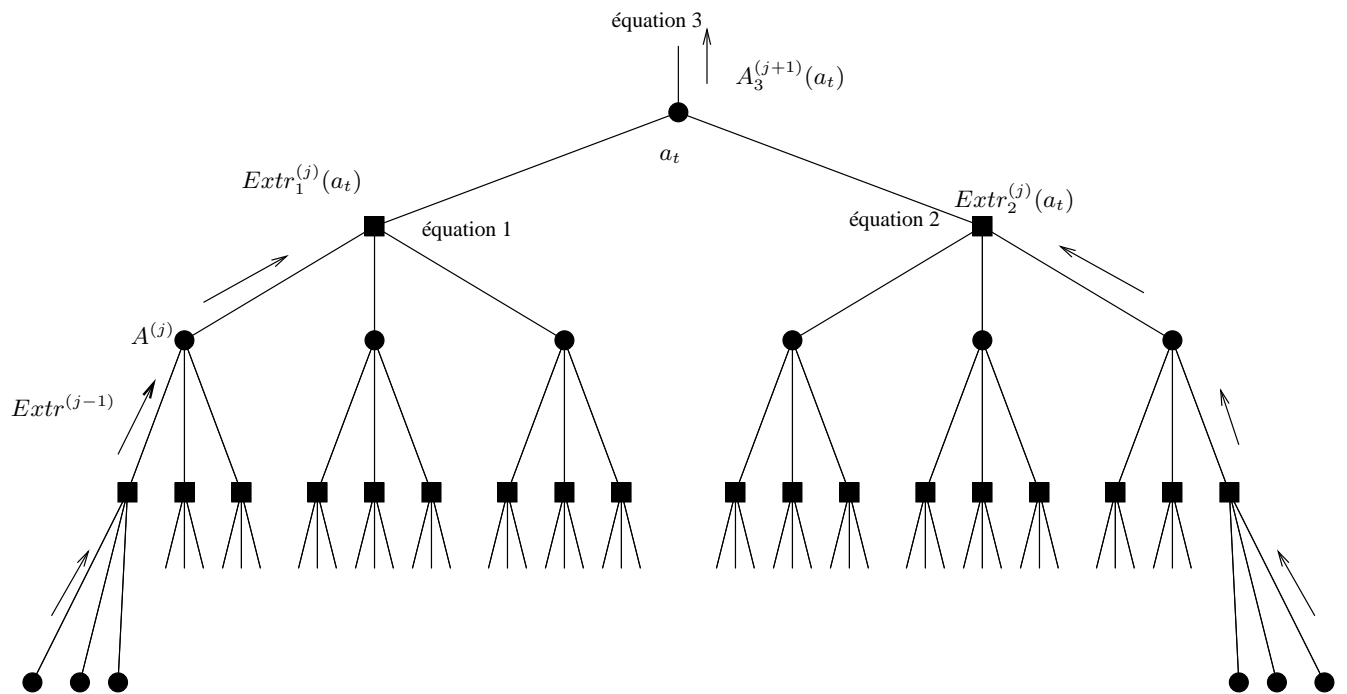 équation 3
$A_3^{(j+1)}(a_t)$
$a_t$
$Extr_1^{(j)}(a_t)$
$Extr_2^{(j)}(a_t)$
équation 1
équation 2
$A^{(j)}$
$Extr^{(j-1)}$